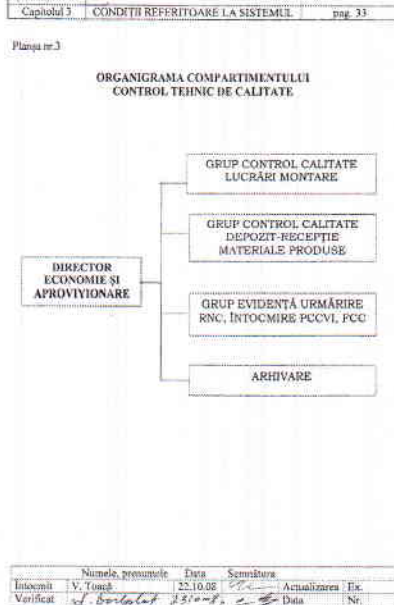 Capitolul 3 CONDIȚII REFERITOARE LA SISTEMUL pag. 33
Planșa nr.3
ORGANIGRAMA COMPARTIMENTULUI
CONTROL TEHNIC DE CALITATE
GRUP CONTROL CALITATE
LUCRĂRI MONTARE
GRUP CONTROL CALITATE
DEPOZIT-RECEPȚIE
MATERIALE PRODUSE
DIRECTOR
ECONOMIE ȘI
APROVIYIONARE
GRUP EVIDENȚĂ URMĂRIRE
RNC, ÎNTOCMIRE PCCVI, FCC
ARHIVARE
Numele, prenumele Data Semnătura
Întocmit V. Toacă 22.10.08 Actualizarea Ex.
Verificat Data Nr.